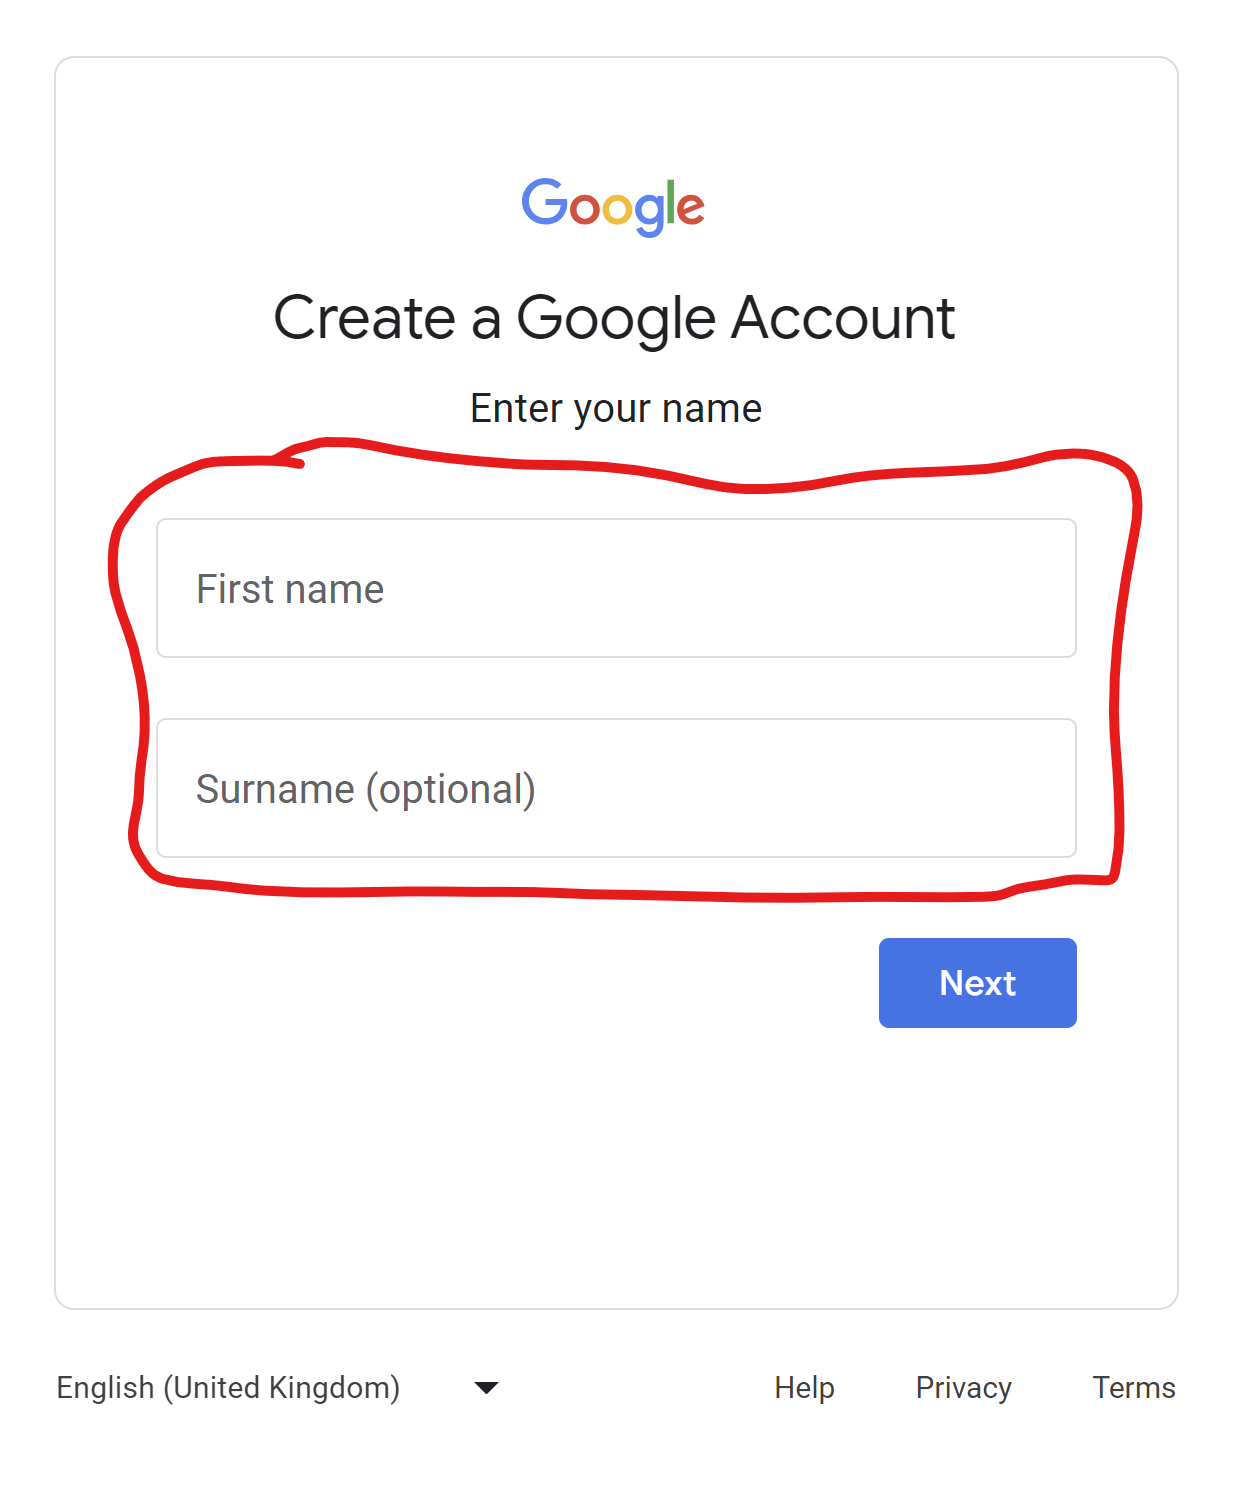 Google
Create a Google Account
Enter your name
First name
Surname (optional)
Next
English (United Kingdom)
Help Privacy Terms